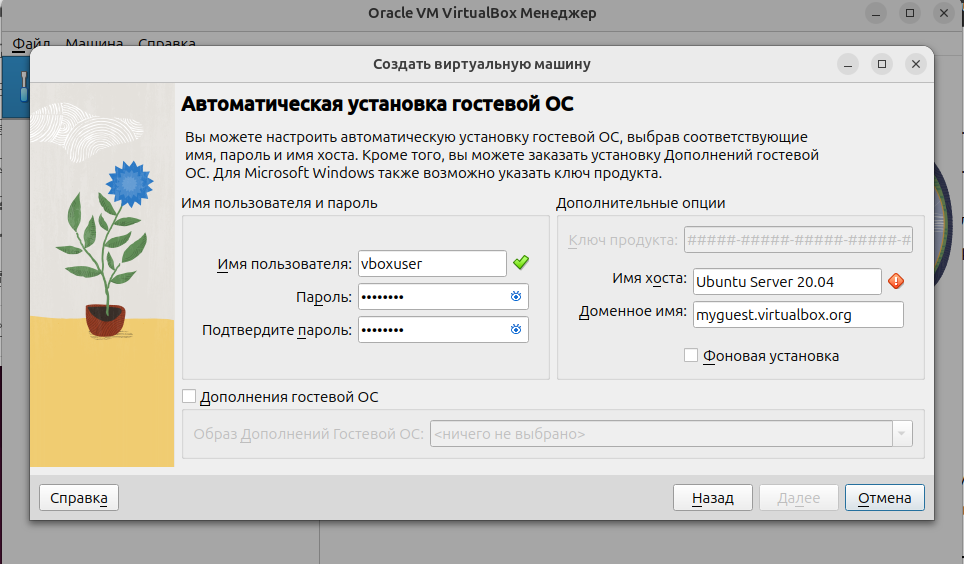 Oracle VM VirtualBox Менеджер
Файл Машина Справка
Создать виртуальную машину
Автоматическая установка гостевой ОС
Вы можете настроить автоматическую установку гостевой ОС, выбрав соответствующие
имя, пароль и имя хоста. Кроме того, вы можете заказать установку Дополнений гостевой
ОС. Для Microsoft Windows также возможно указать ключ продукта.
Имя пользователя и пароль
Дополнительные опции
Ключ продукта: #####-#####-#####-#####-#
Имя пользователя: vboxuser
Имя хоста: Ubuntu Server 20.04
Пароль: ••••••••
Доменное имя: myguest.virtualbox.org
Подтвердите пароль: ••••••••
Фоновая установка
Дополнения гостевой ОС
Образ Дополнений Гостевой ОС: <ничего не выбрано>
Справка
Назад
Далее
Отмена